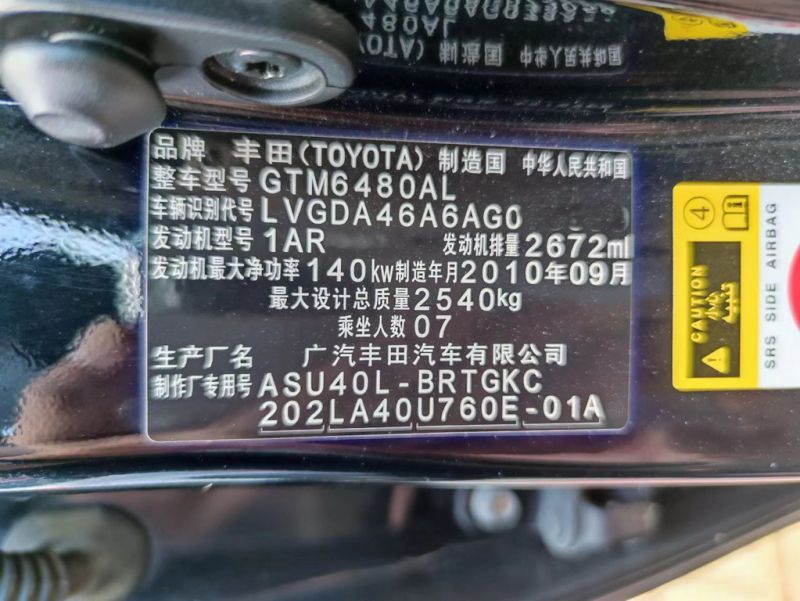 品牌 丰田(TOYOTA) 制造国 中华人民共和国
整车型号 GTM6480AL
车辆识别代号 LVGDA46A6AG0
发动机型号 1AR 发动机排量 2672ml
发动机最大净功率 140kw 制造年月 2010年09月
最大设计总质量 2540kg
乘坐人数 07
生产厂名 广汽丰田汽车有限公司
制作厂专用号 ASU40L-BRTGKC
202LA40U760E-01A
4
CAUTION
SRS SIDE AIRBAG